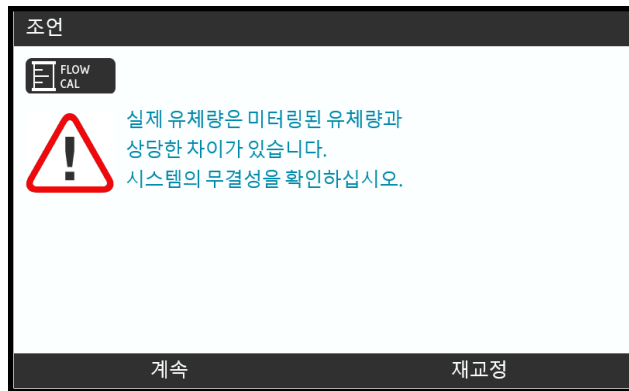 조언
FLOW
CAL
실제 유체량은 미터링된 유체량과
상당한 차이가 있습니다.
시스템의 무결성을 확인하십시오.
계속 재교정